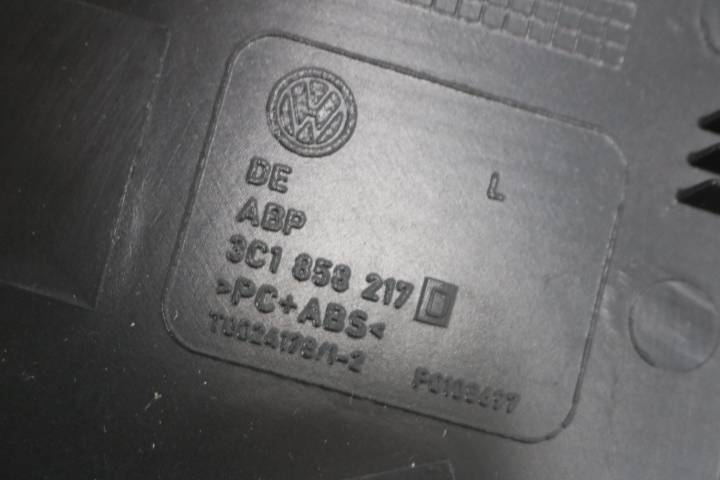 VW
DE L
ABP
3C1 858 217 D
>PC+ABS<